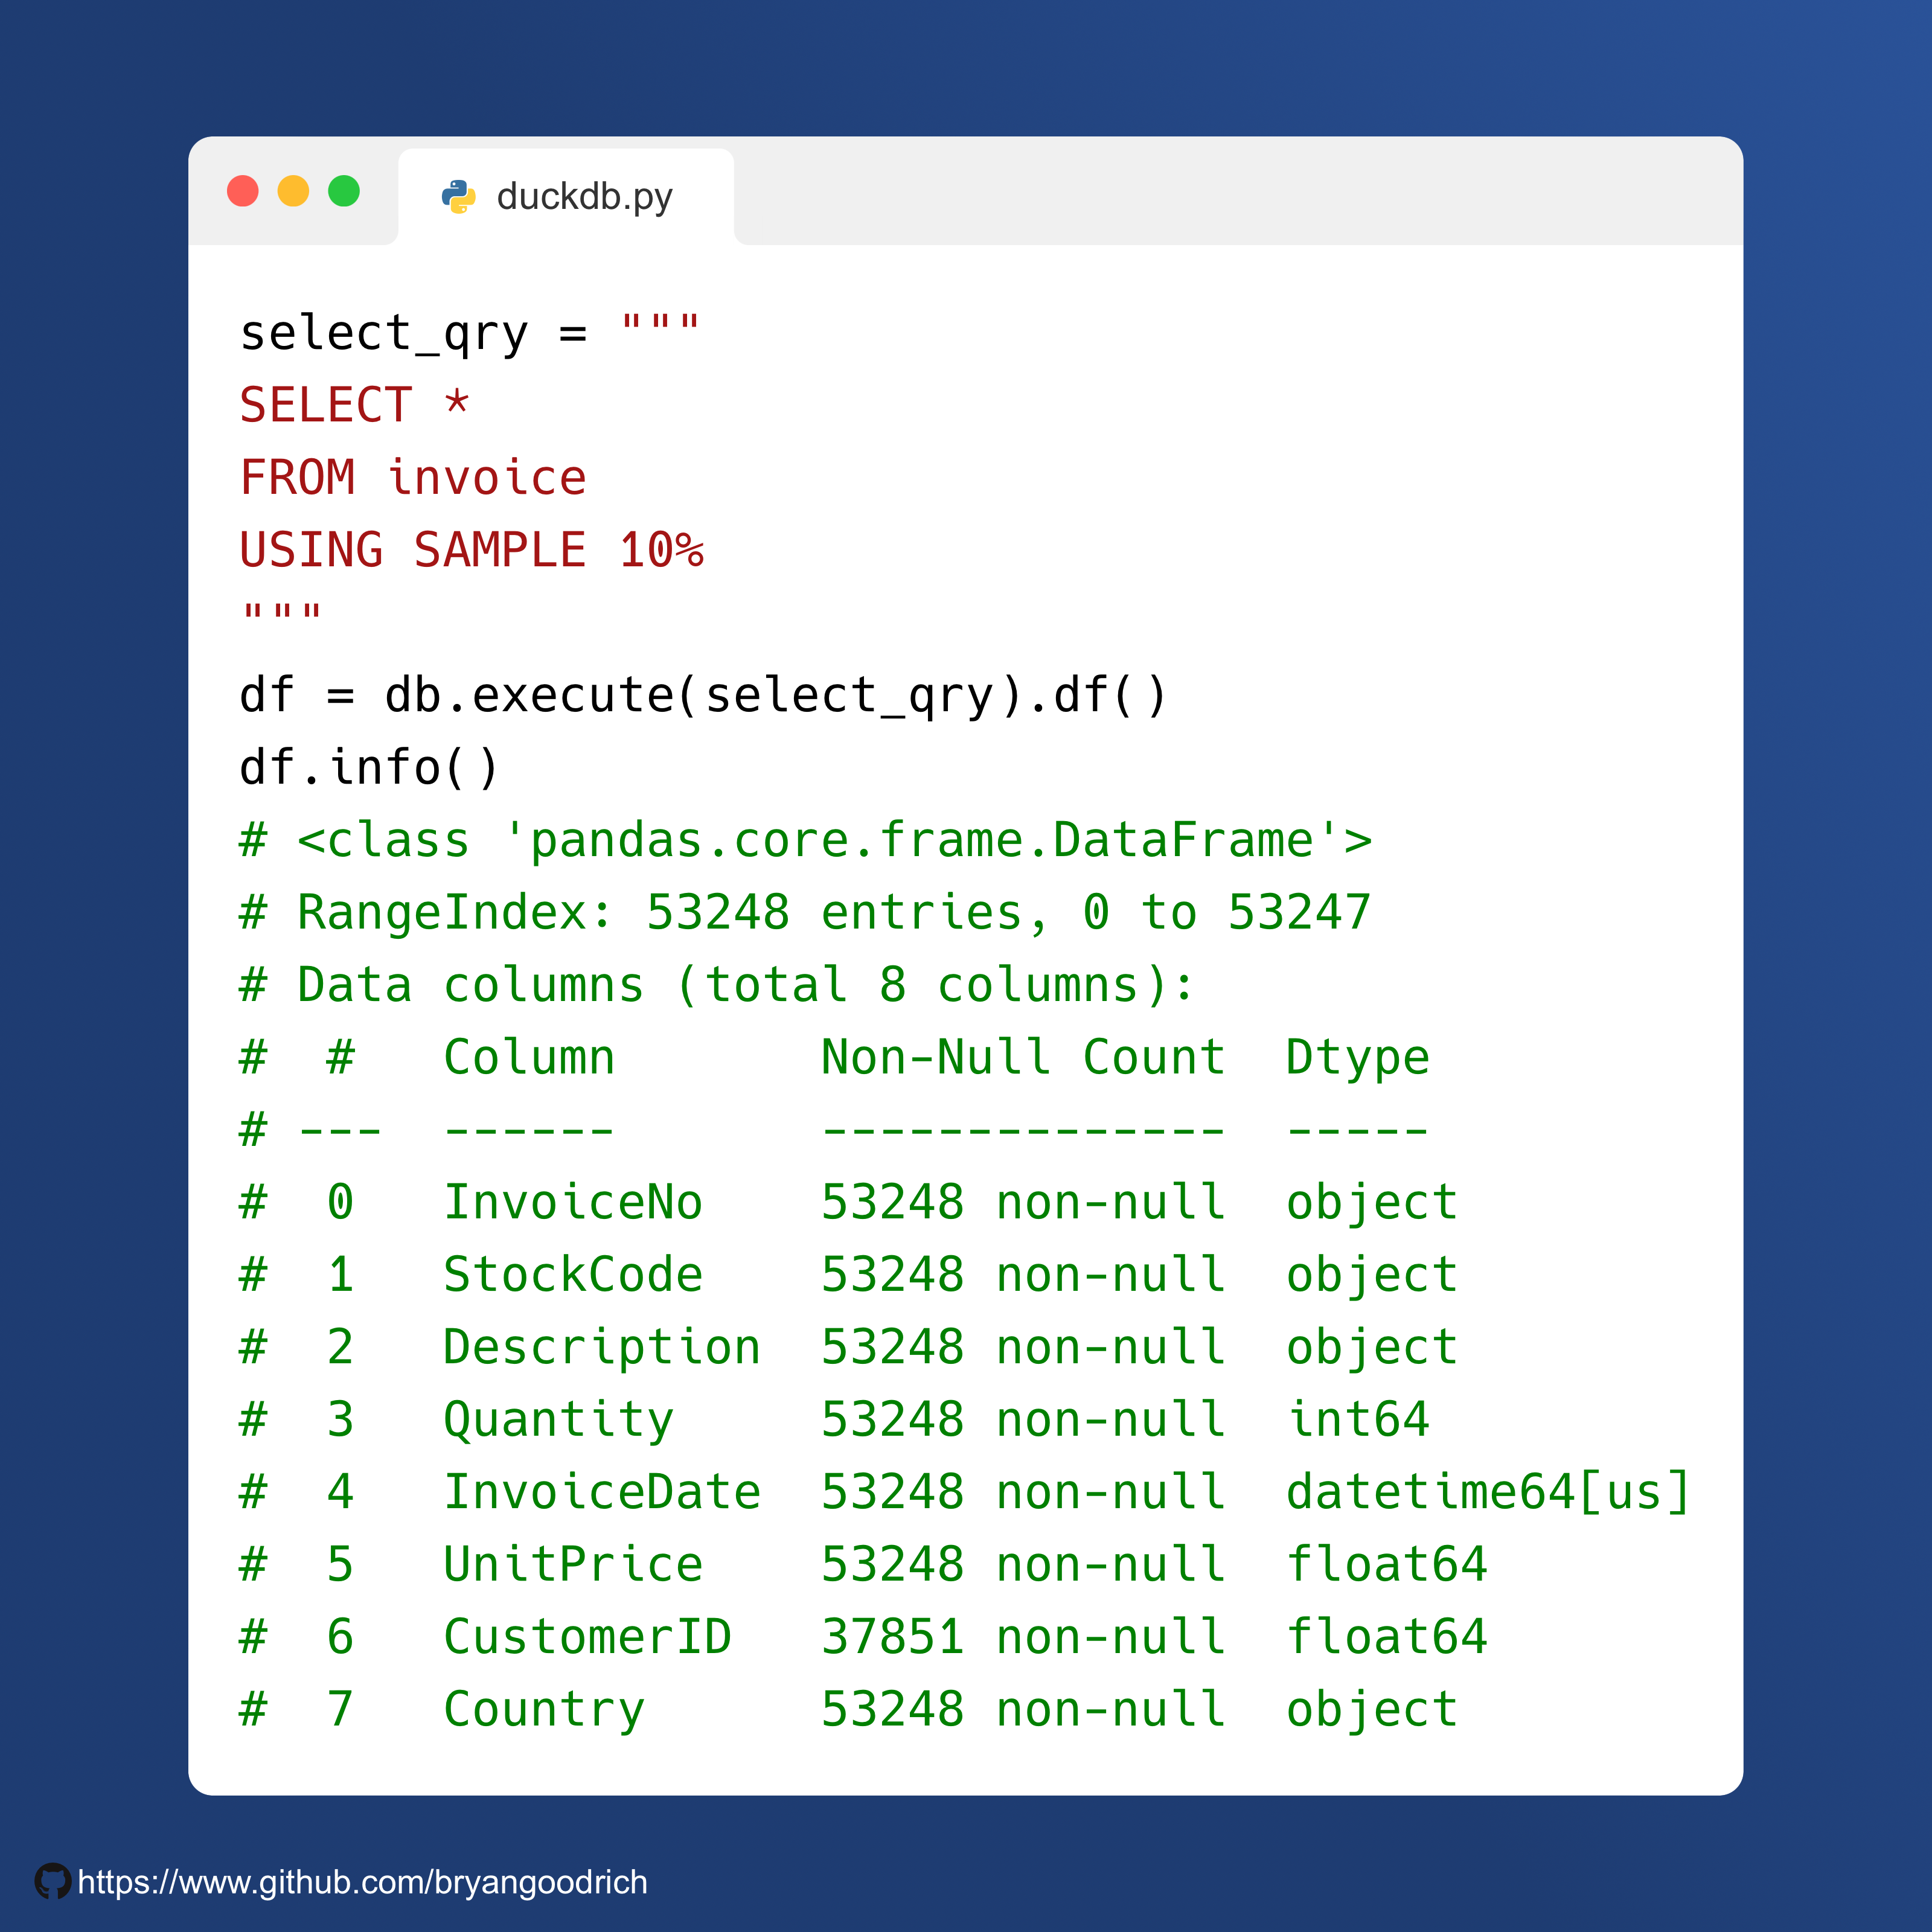 duckdb.py
select_qry = """
SELECT *
FROM invoice
USING SAMPLE 10%
"""
df = db.execute(select_qry).df()
df.info()
# <class 'pandas.core.frame.DataFrame'>
# RangeIndex: 53248 entries, 0 to 53247
# Data columns (total 8 columns):
#  #   Column       Non-Null Count  Dtype
# ---  ------       --------------  -----
#  0   InvoiceNo    53248 non-null  object
#  1   StockCode    53248 non-null  object
#  2   Description  53248 non-null  object
#  3   Quantity     53248 non-null  int64
#  4   InvoiceDate  53248 non-null  datetime64[us]
#  5   UnitPrice    53248 non-null  float64
#  6   CustomerID   37851 non-null  float64
#  7   Country      53248 non-null  object
https://www.github.com/bryangoodrich